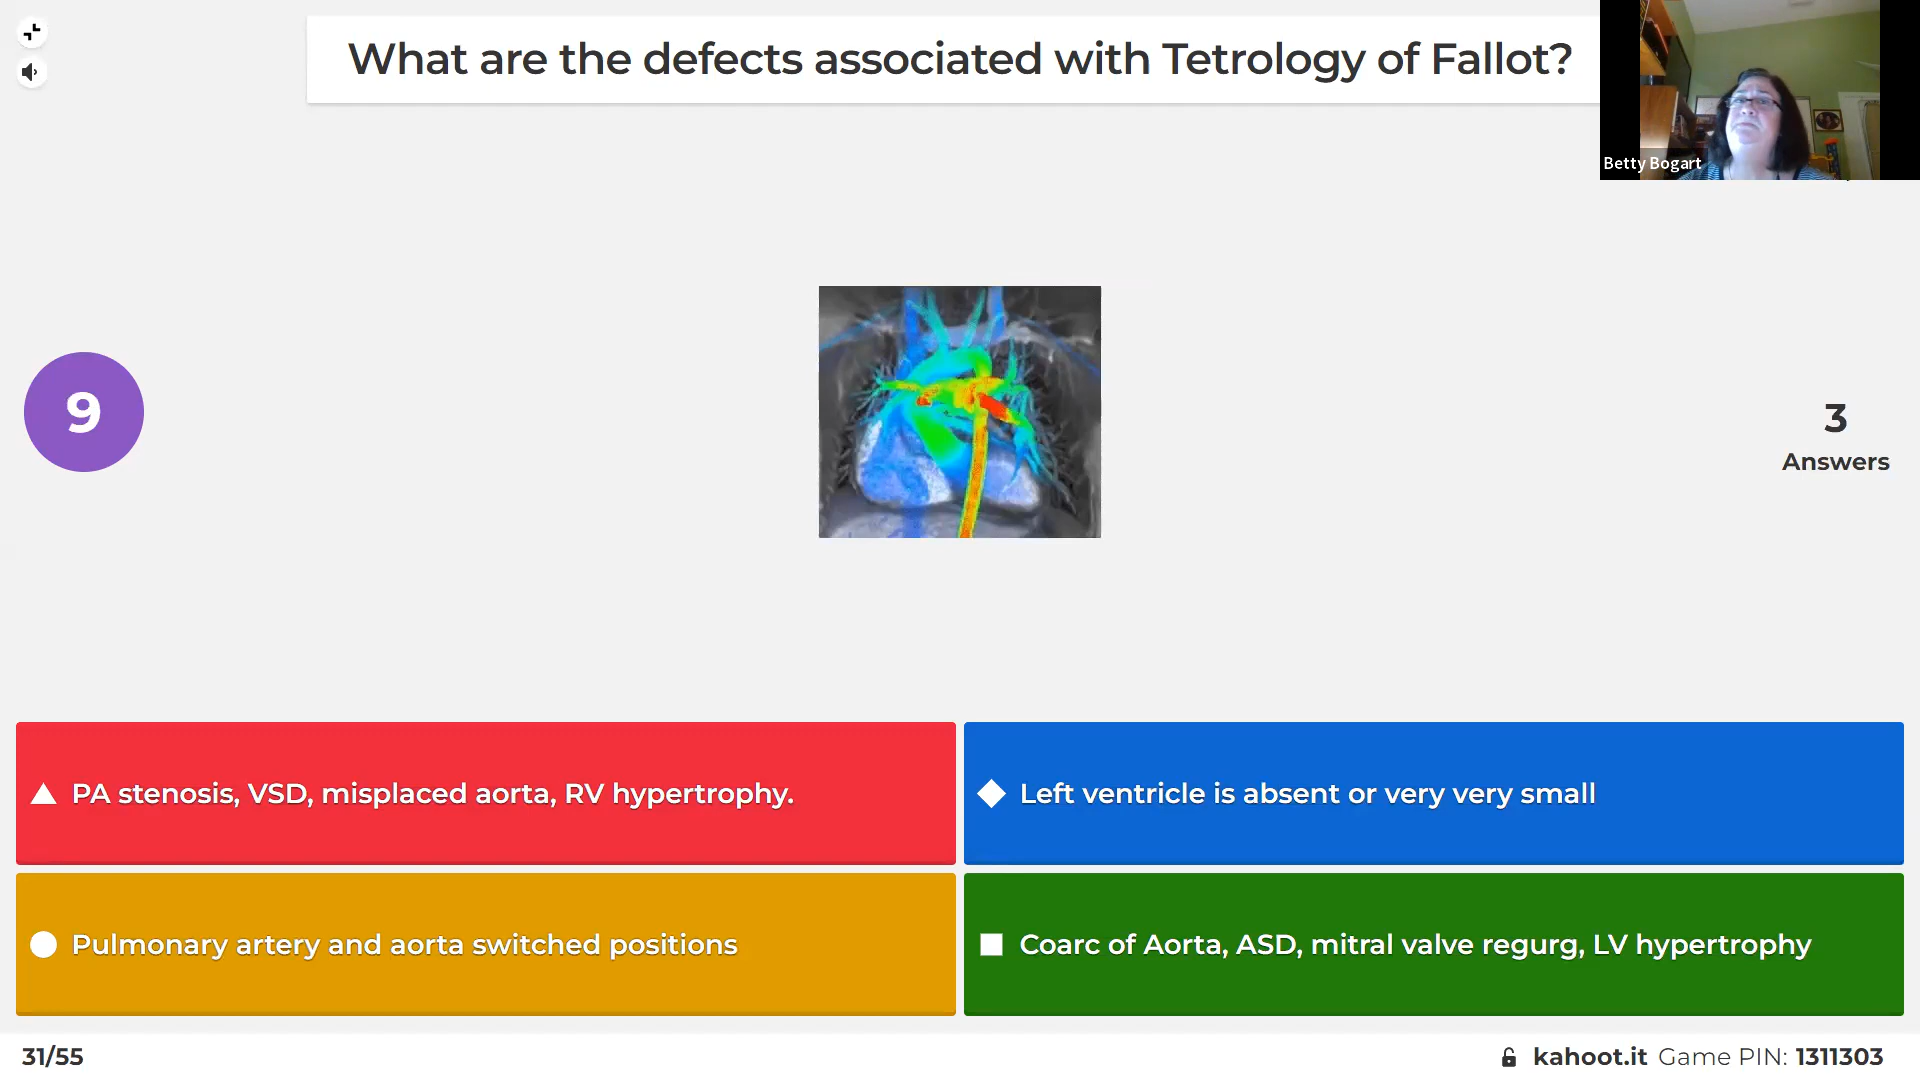 What are the defects associated with Tetrology of Fallot?
Betty Bogart
9
3
Answers
PA stenosis, VSD, misplaced aorta, RV hypertrophy.
Left ventricle is absent or very very small
Pulmonary artery and aorta switched positions
Coarc of Aorta, ASD, mitral valve regurg, LV hypertrophy
31/55
kahoot.it Game PIN: 1311303